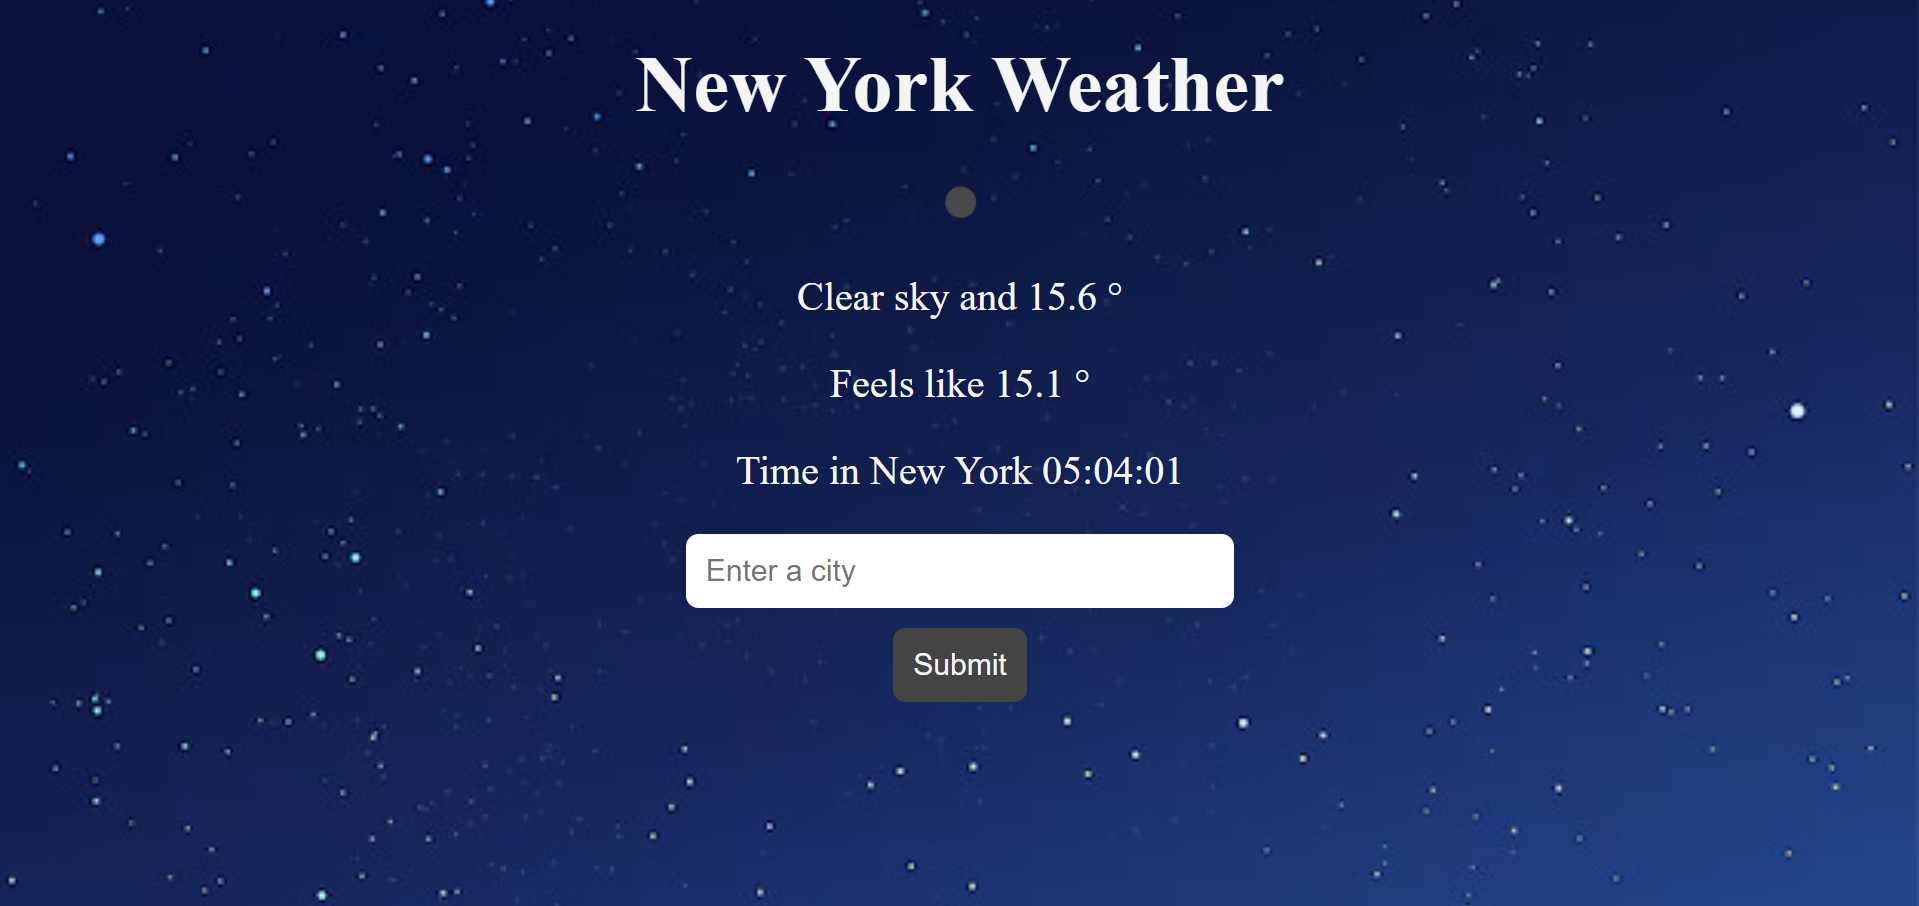 New York Weather
Clear sky and 15.6 °
Feels like 15.1 °
Time in New York 05:04:01
Enter a city
Submit